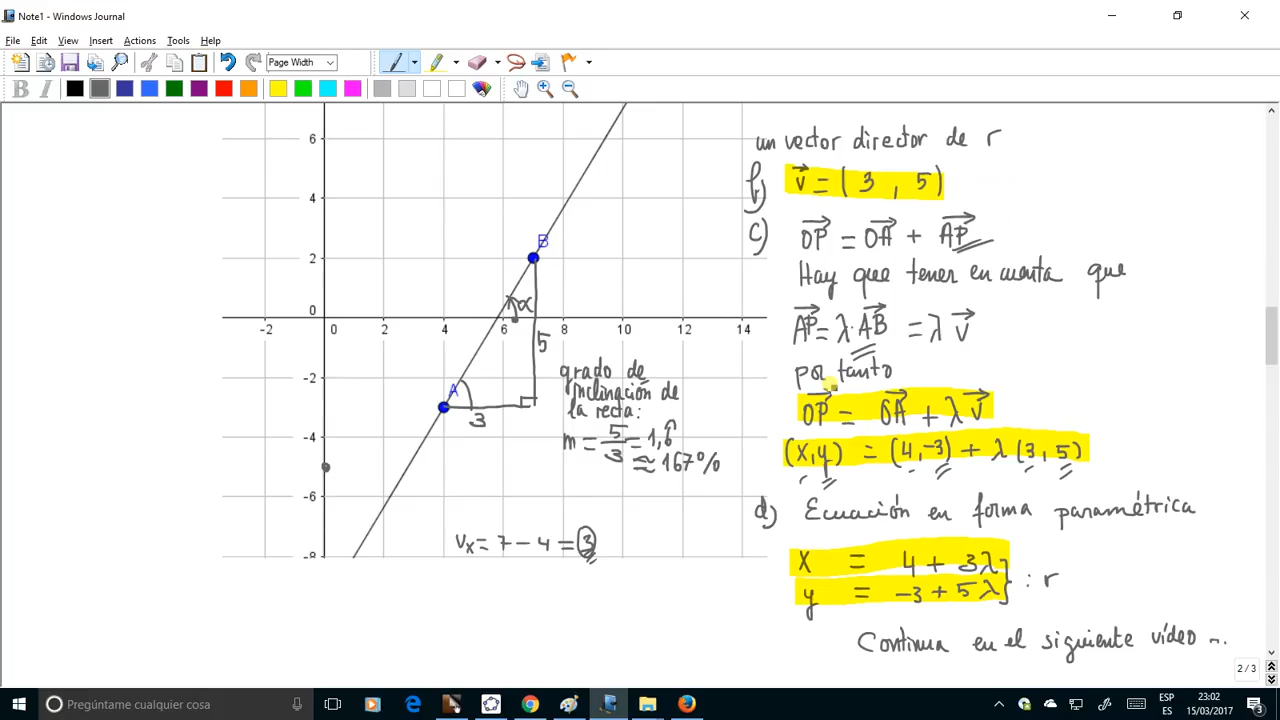 Note1 - Windows Journal
File Edit View Insert Actions Tools Help
Page Width
B I
6
4
2
0
-2 0 4 6 8 10 12 14
-2
-4
-6
-8
A
B
α
5
3
grado de
inclinación de
la recta:
m = 5/3 = 1,6̂
≈ 167%
Vx = 7 - 4 = 3
un vector director de r
b) v⃗ = ( 3 , 5 )
c) OP⃗ = OA⃗ + AP⃗
Hay que tener en cuenta que
AP⃗ = λ · AB⃗ = λ v⃗
por tanto
OP⃗ = OA⃗ + λ v⃗
(x,y) = (4,-3) + λ (3,5)
d) Ecuación en forma paramétrica
x = 4 + 3λ
y = -3 + 5λ } : r
Continua en el siguiente vídeo ...
2/3
Pregúntame cualquier cosa
ESP
ES
23:02
15/03/2017